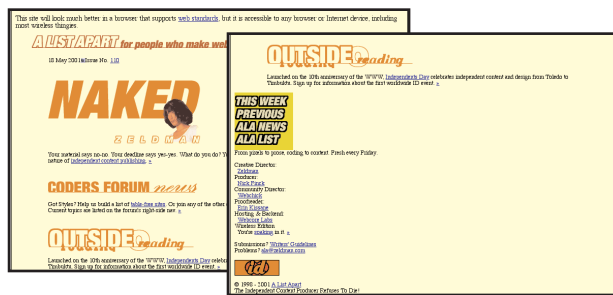 This site will look much better in a browser that supports web standards, but it is accessible to any browser or Internet device, including
most wireless thingies.
A LIST APART for people who make web
18 May 2001 Issue No. 110
NAKED
ZELDMAN
Your material says no-no. Your deadline says yes-yes. What do you do?
nature of independent content publishing. »
CODERS FORUM news
Got Styles? Help us build a list of table-free sites. Or join any of the other
Current topics are listed on the forum's right-side nav. »
OUTSIDE reading
Launched on the 10th anniversary of the WWW, Independents Day
Timbuktu. Sign up for information about the first worldwide ID event. »
OUTSIDE reading
Launched on the 10th anniversary of the WWW, Independents Day celebrates independent content and design from Toledo to
Timbuktu. Sign up for information about the first worldwide ID event. »
THIS WEEK
PREVIOUS
ALA NEWS
ALA LIST
From pixels to prose, coding to content. Fresh every Friday.
Creative Director:
Zeldman
Producer:
Nick Finck
Community Director:
Webchick
Proofreader:
Erin Kissane
Hosting & Backend:
Webcore Labs
Wireless Edition
You're soaking in it. »
Submissions? Writers' Guidelines
Problems? ala@zeldman.com
© 1998 - 2001 A List Apart
The Independent Content Producer Refuses To Die!